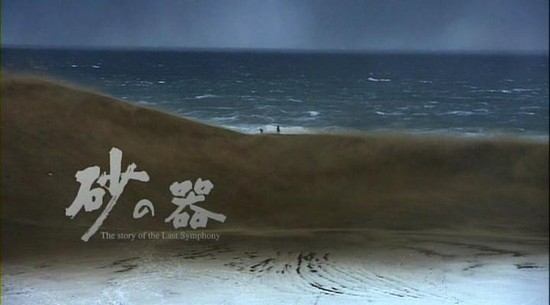 砂の器
The story of the Last Symphony